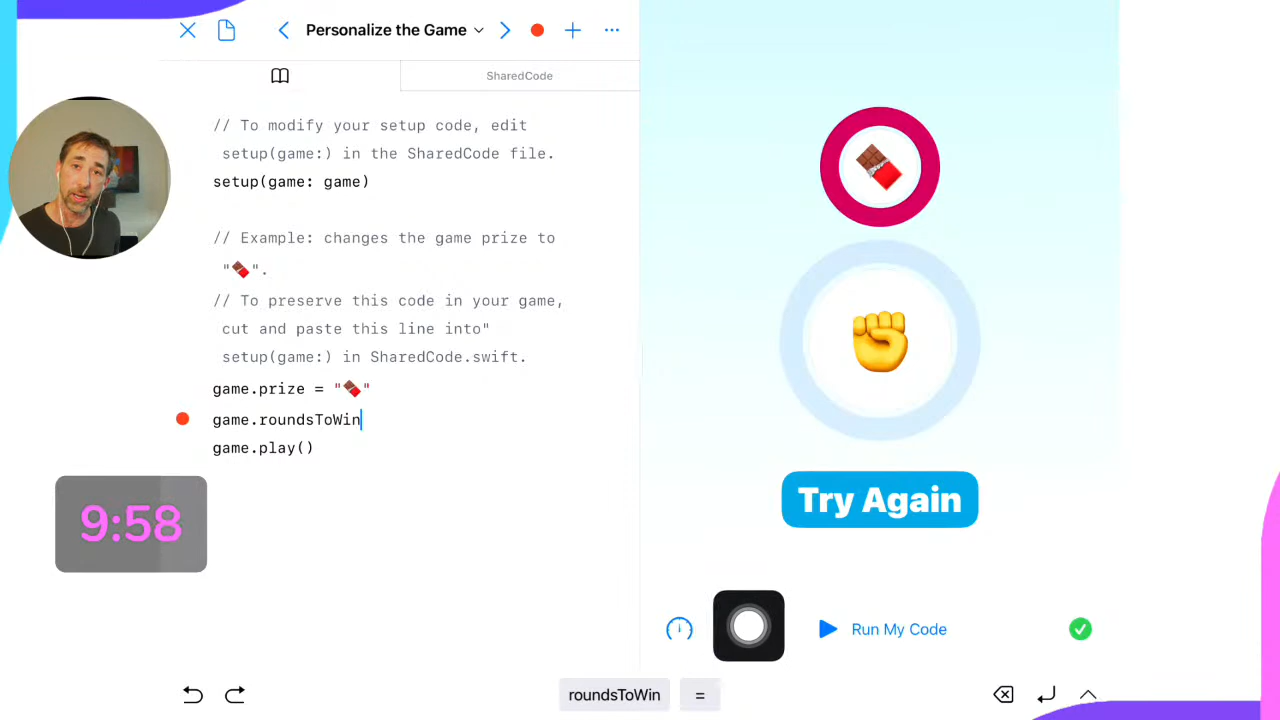 Personalize the Game
SharedCode
// To modify your setup code, edit
setup(game:) in the SharedCode file.
setup(game: game)
// Example: changes the game prize to
"🍫".
// To preserve this code in your game,
cut and paste this line into"
setup(game:) in SharedCode.swift.
game.prize = "🍫"
game.roundsToWin
game.play()
9:58
Try Again
Run My Code
roundsToWin =